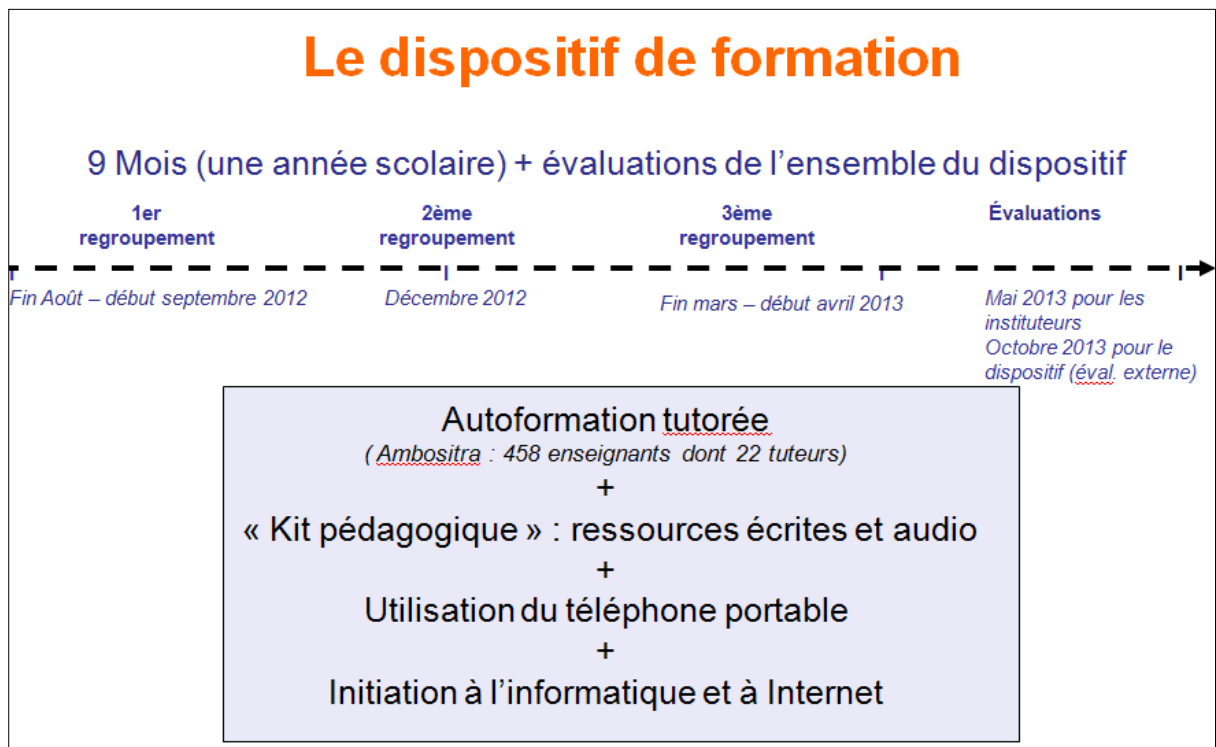 Le dispositif de formation
9 Mois (une année scolaire) + évaluations de l'ensemble du dispositif
1er
regroupement
2ème
regroupement
3ème
regroupement
Évaluations
Fin Août – début septembre 2012
Décembre 2012
Fin mars – début avril 2013
Mai 2013 pour les
instituteurs
Octobre 2013 pour le
dispositif (éval. externe)
Autoformation tutorée
( Ambositra : 458 enseignants dont 22 tuteurs)
+
« Kit pédagogique » : ressources écrites et audio
+
Utilisation du téléphone portable
+
Initiation à l'informatique et à Internet